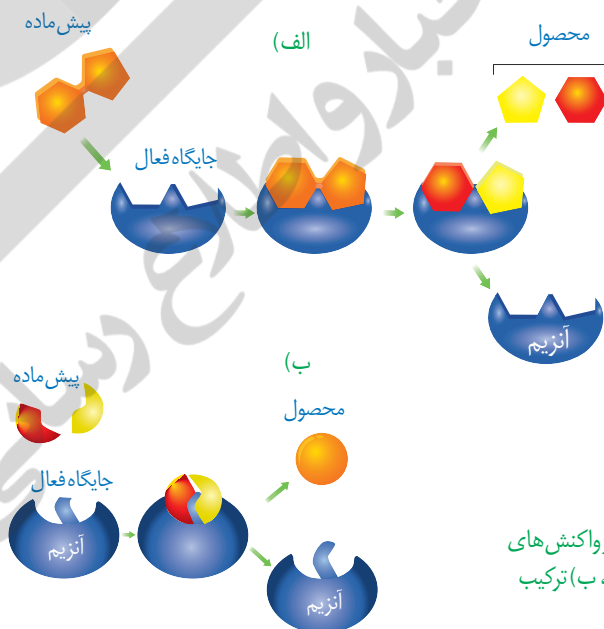 پیش‌ماده
الف)
محصول
جایگاه فعال
آنزیم
ب)
پیش‌ماده
محصول
جایگاه فعال
آنزیم
آنزیم
واکنش‌های
، ب) ترکیب